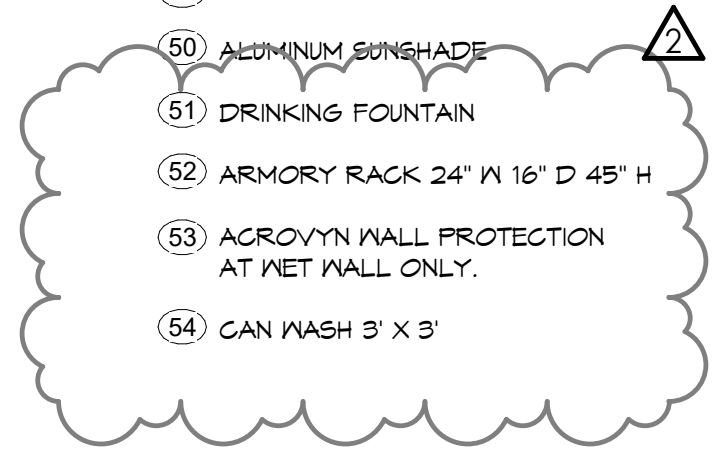 50 ALUMINUM SUNSHADE
2
51 DRINKING FOUNTAIN
52 ARMORY RACK 24" W 16" D 45" H
53 ACROVYN WALL PROTECTION
AT WET WALL ONLY.
54 CAN WASH 3' X 3'